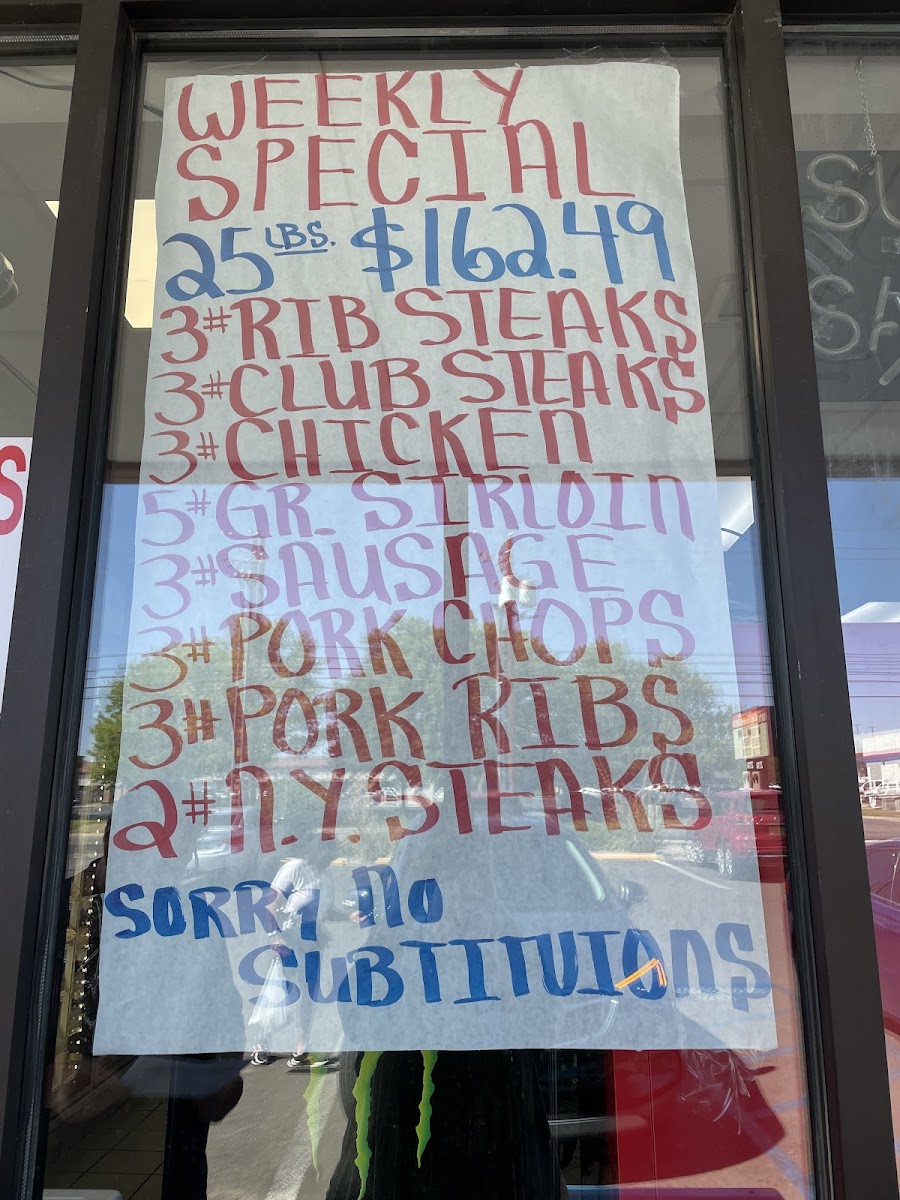 WEEKLY
SPECIAL
25 LBS. $162.49
3# RIB STEAKS
3# CLUB STEAKS
3# CHICKEN
5# GR. SIRLOIN
3# SAUSAGE
3# PORK CHOPS
3# PORK RIBS
2# N.Y. STEAKS
SORRY NO
SUBTITUIONS
S